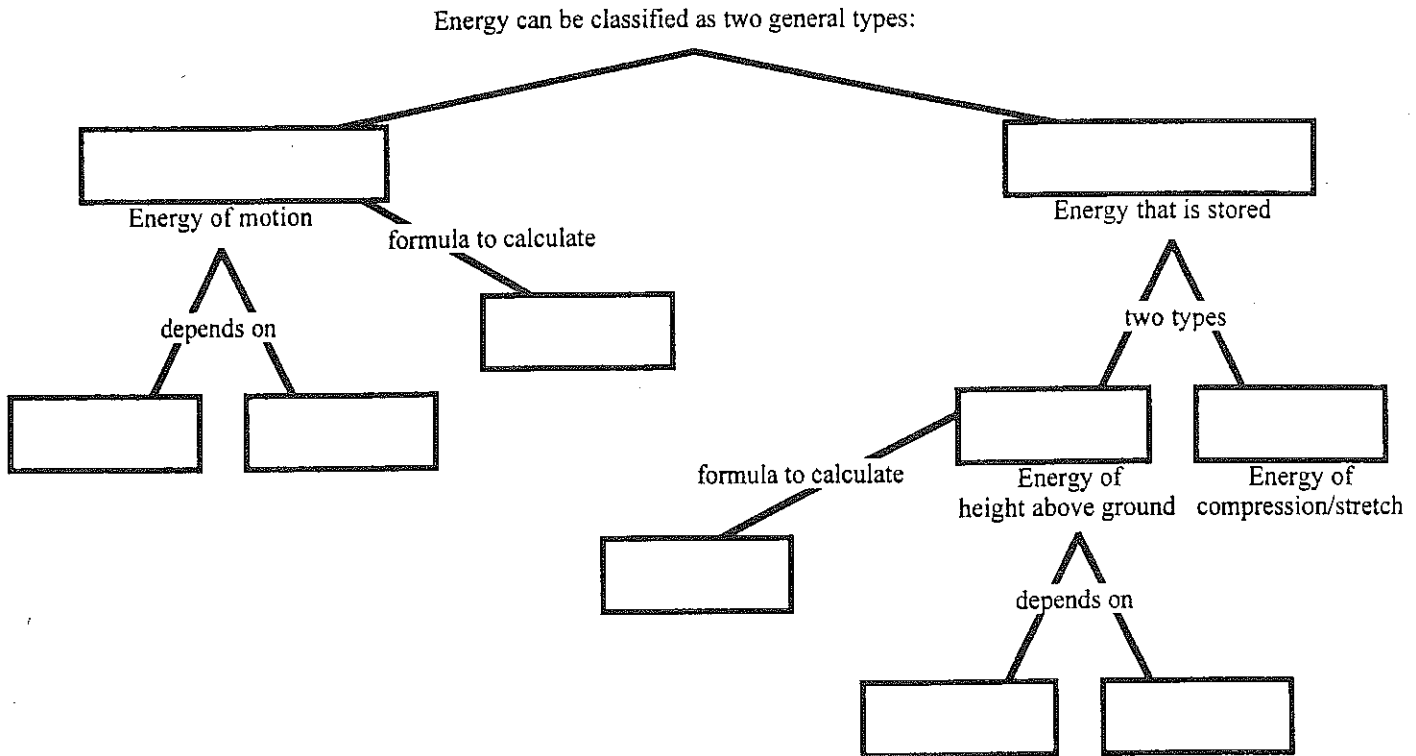 Energy can be classified as two general types:
Energy of motion
Energy that is stored
formula to calculate
depends on
two types
formula to calculate
Energy of
height above ground
Energy of
compression/stretch
depends on